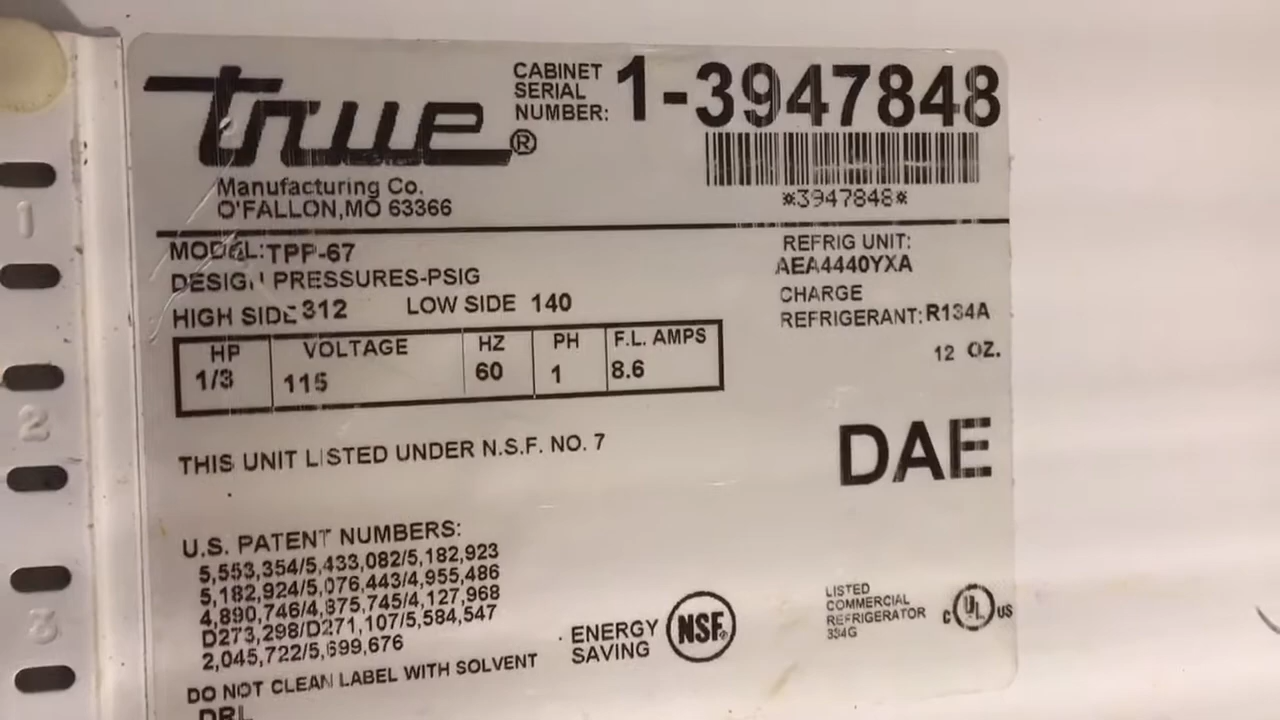 true®
CABINET
SERIAL
NUMBER: 1-3947848
*3947848*
Manufacturing Co.
O'FALLON,MO 63366
MODEL:TPP-67
DESIGN PRESSURES-PSIG
HIGH SIDE 312 LOW SIDE 140
REFRIG UNIT:
AEA4440YXA
CHARGE
REFRIGERANT: R134A
12 OZ.
HP VOLTAGE HZ PH F.L. AMPS
1/3 115 60 1 8.6
THIS UNIT LISTED UNDER N.S.F. NO. 7
DAE
U.S. PATENT NUMBERS:
5,553,354/5,433,082/5,182,923
5,182,924/5,076,443/4,955,486
4,890,746/4,875,745/4,127,968
D273,298/D271,107/5,584,547
2,045,722/5,699,676
DO NOT CLEAN LABEL WITH SOLVENT
DRL
ENERGY
SAVING
NSF®
LISTED
COMMERCIAL
REFRIGERATOR
334G
C UL US
1
2
3